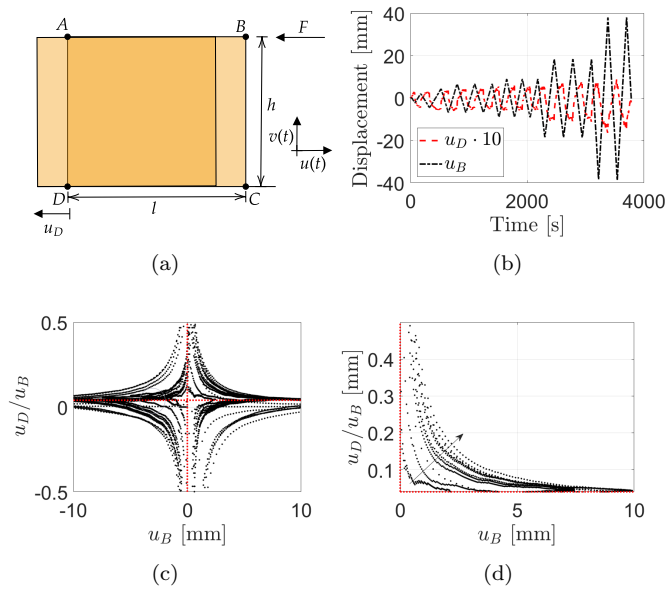 A
B
F
h
v(t)
u(t)
D
C
l
u_D
(a)
Displacement [mm]
40
20
0
-20
-40
u_D · 10
u_B
0
2000
4000
Time [s]
(b)
u_D/u_B
0.5
0
-0.5
-10
0
10
u_B [mm]
(c)
u_D/u_B [mm]
0.4
0.3
0.2
0.1
0
5
10
u_B [mm]
(d)